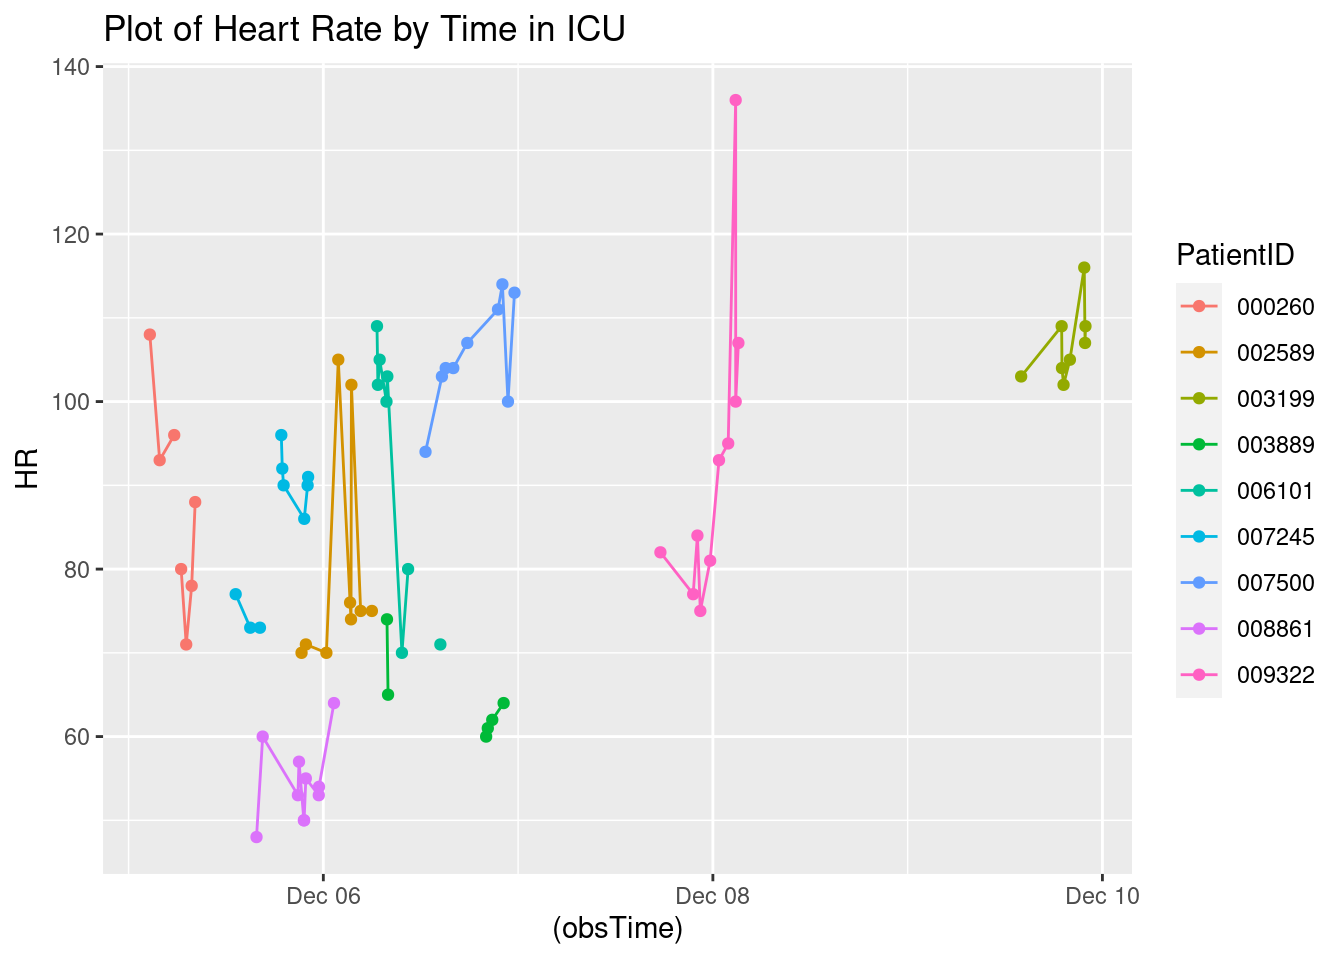 Plot of Heart Rate by Time in ICU
140
120
100
80
60
HR
Dec 06
Dec 08
Dec 10
(obsTime)
PatientID
000260
002589
003199
003889
006101
007245
007500
008861
009322